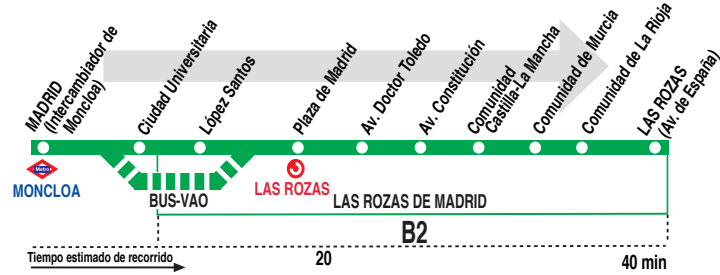 MADRID
(Intercambiador de
Moncloa)
Ciudad Universitaria
López Santos
Plaza de Madrid
Av. Doctor Toledo
Av. Constitución
Comunidad
Castilla-La Mancha
Comunidad de Murcia
Comunidad de La Rioja
LAS ROZAS
(Av. de España)
Metro
MONCLOA
BUS-VAO
LAS ROZAS
LAS ROZAS DE MADRID
B2
Tiempo estimado de recorrido
20
40 min